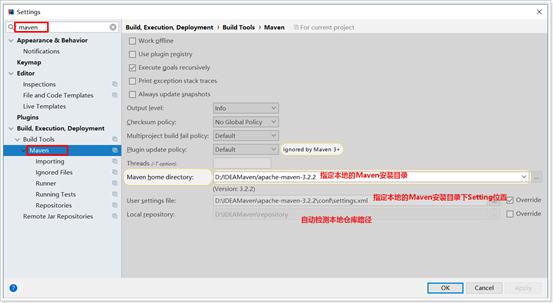 Settings
maven
Appearance & Behavior
Notifications
Keymap
Editor
Inspections
File and Code Templates
Live Templates
Plugins
Build, Execution, Deployment
Build Tools
Maven
Importing
Ignored Files
Runner
Running Tests
Repositories
Remote Jar Repositories
Build, Execution, Deployment › Build Tools › Maven For current project
Work offline
Use plugin registry
Execute goals recursively
Print exception stack traces
Always update snapshots
Output level: Info
Checksum policy: No Global Policy
Multiproject build fail policy: Default
Plugin update policy: Default Ignored by Maven 3+
Threads (-T option):
Maven home directory: D:/IDEAMaven/apache-maven-3.2.2 指定本地的Maven安装目录 ...
(Version: 3.2.2)
指定本地的Maven安装目录下Setting位置
User settings file: D:\IDEAMaven\apache-maven-3.2.2\conf\settings.xml Override
Local repository: D:\IDEAMaven\repository Override
自动检测本地仓库路径
? OK Cancel Apply